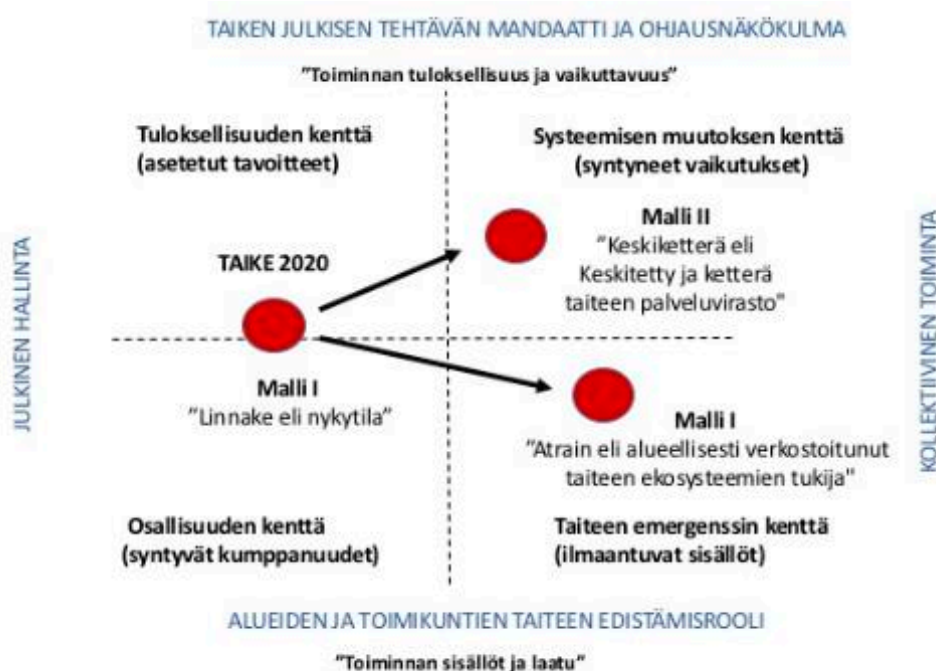 TAIKEN JULKISEN TEHTÄVÄN MANDAATTI JA OHJAUSNÄKÖKULMA
"Toiminnan tuloksellisuus ja vaikuttavuus"
Tuloksellisuuden kenttä
(asetetut tavoitteet)
Systeemisen muutoksen kenttä
(syntyneet vaikutukset)
JULKINEN HALLINTA
KOLLEKTIIVINEN TOIMINTA
TAIKE 2020
Malli II
"Keskiketterä eli
Keskitetty ja ketterä
taiteen palveluvirasto"
Malli I
"Linnake eli nykytila"
Malli I
"Atrain eli alueellisesti verkostoitunut
taiteen ekosysteemien tukija"
Osallisuuden kenttä
(syntyvät kumppanuudet)
Taiteen emergenssin kenttä
(ilmaantuvat sisällöt)
ALUEIDEN JA TOIMIKUNTIEN TAITEEN EDISTÄMISROOLI
"Toiminnan sisällöt ja laatu"